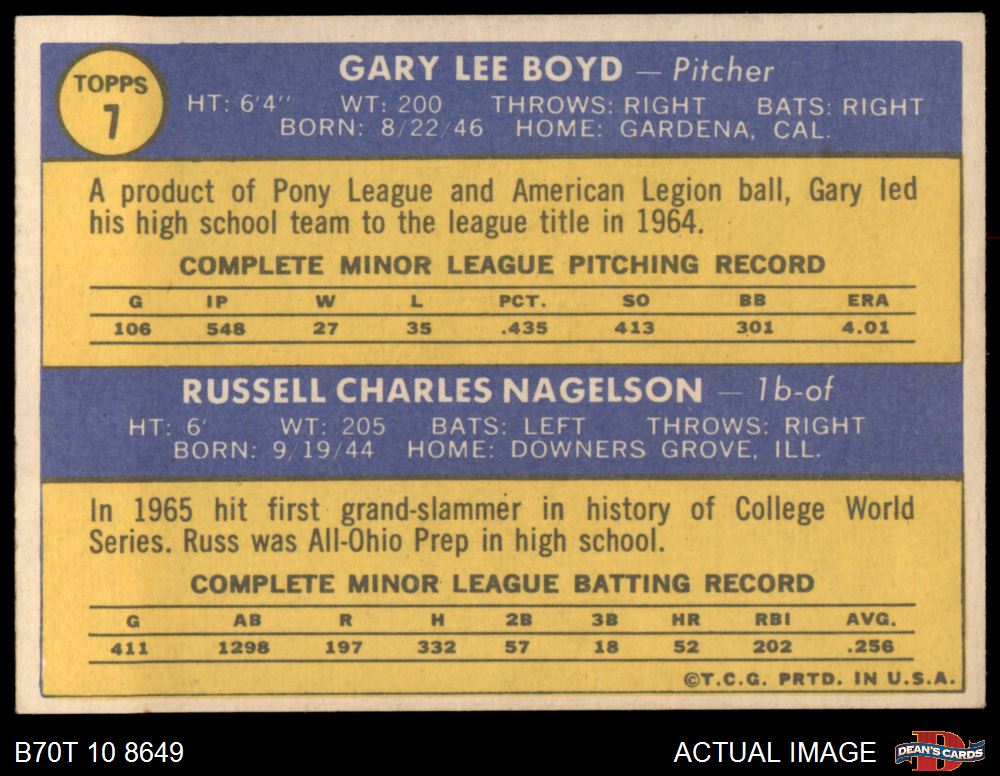 TOPPS
7
GARY LEE BOYD — Pitcher
HT: 6'4" WT: 200 THROWS: RIGHT BATS: RIGHT
BORN: 8/22/46 HOME: GARDENA, CAL.
A product of Pony League and American Legion ball, Gary led
his high school team to the league title in 1964.
COMPLETE MINOR LEAGUE PITCHING RECORD
G IP W L PCT. SO BB ERA
106 548 27 35 .435 413 301 4.01
RUSSELL CHARLES NAGELSON — 1b-of
HT: 6' WT: 205 BATS: LEFT THROWS: RIGHT
BORN: 9/19/44 HOME: DOWNERS GROVE, ILL.
In 1965 hit first grand-slammer in history of College World
Series. Russ was All-Ohio Prep in high school.
COMPLETE MINOR LEAGUE BATTING RECORD
G AB R H 2B 3B HR RBI AVG.
411 1298 197 332 57 18 52 202 .256
©T.C.G. PRTD. IN U.S.A.
B70T 10 8649
ACTUAL IMAGE
D
DEAN'S CARDS